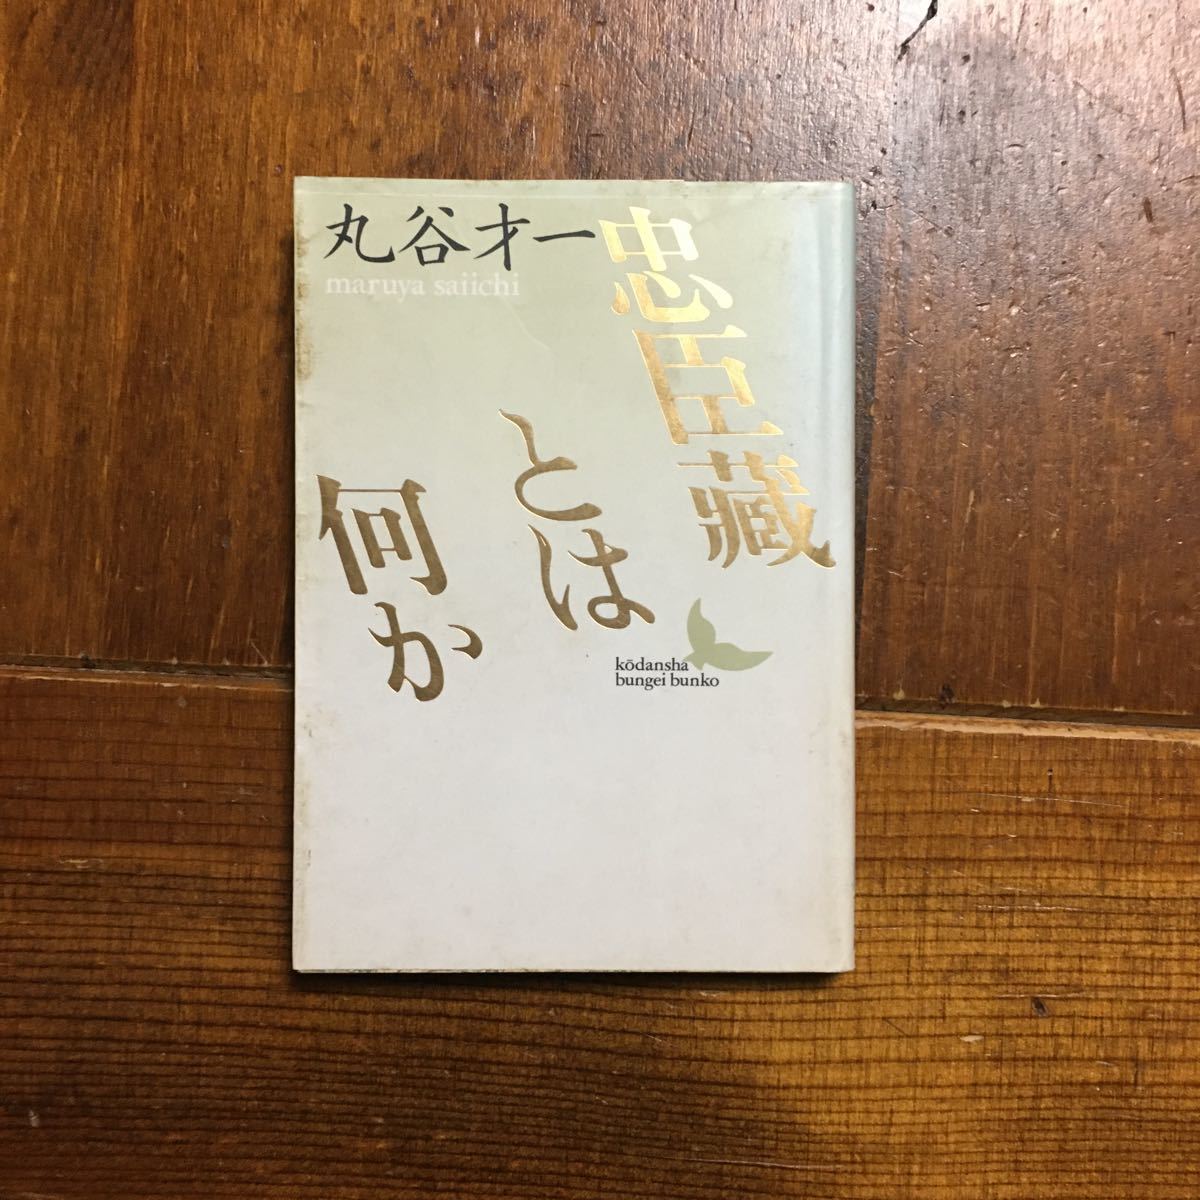 丸谷才一
maruya saiichi
忠臣藏
とは
何か
kōdansha
bungei bunko